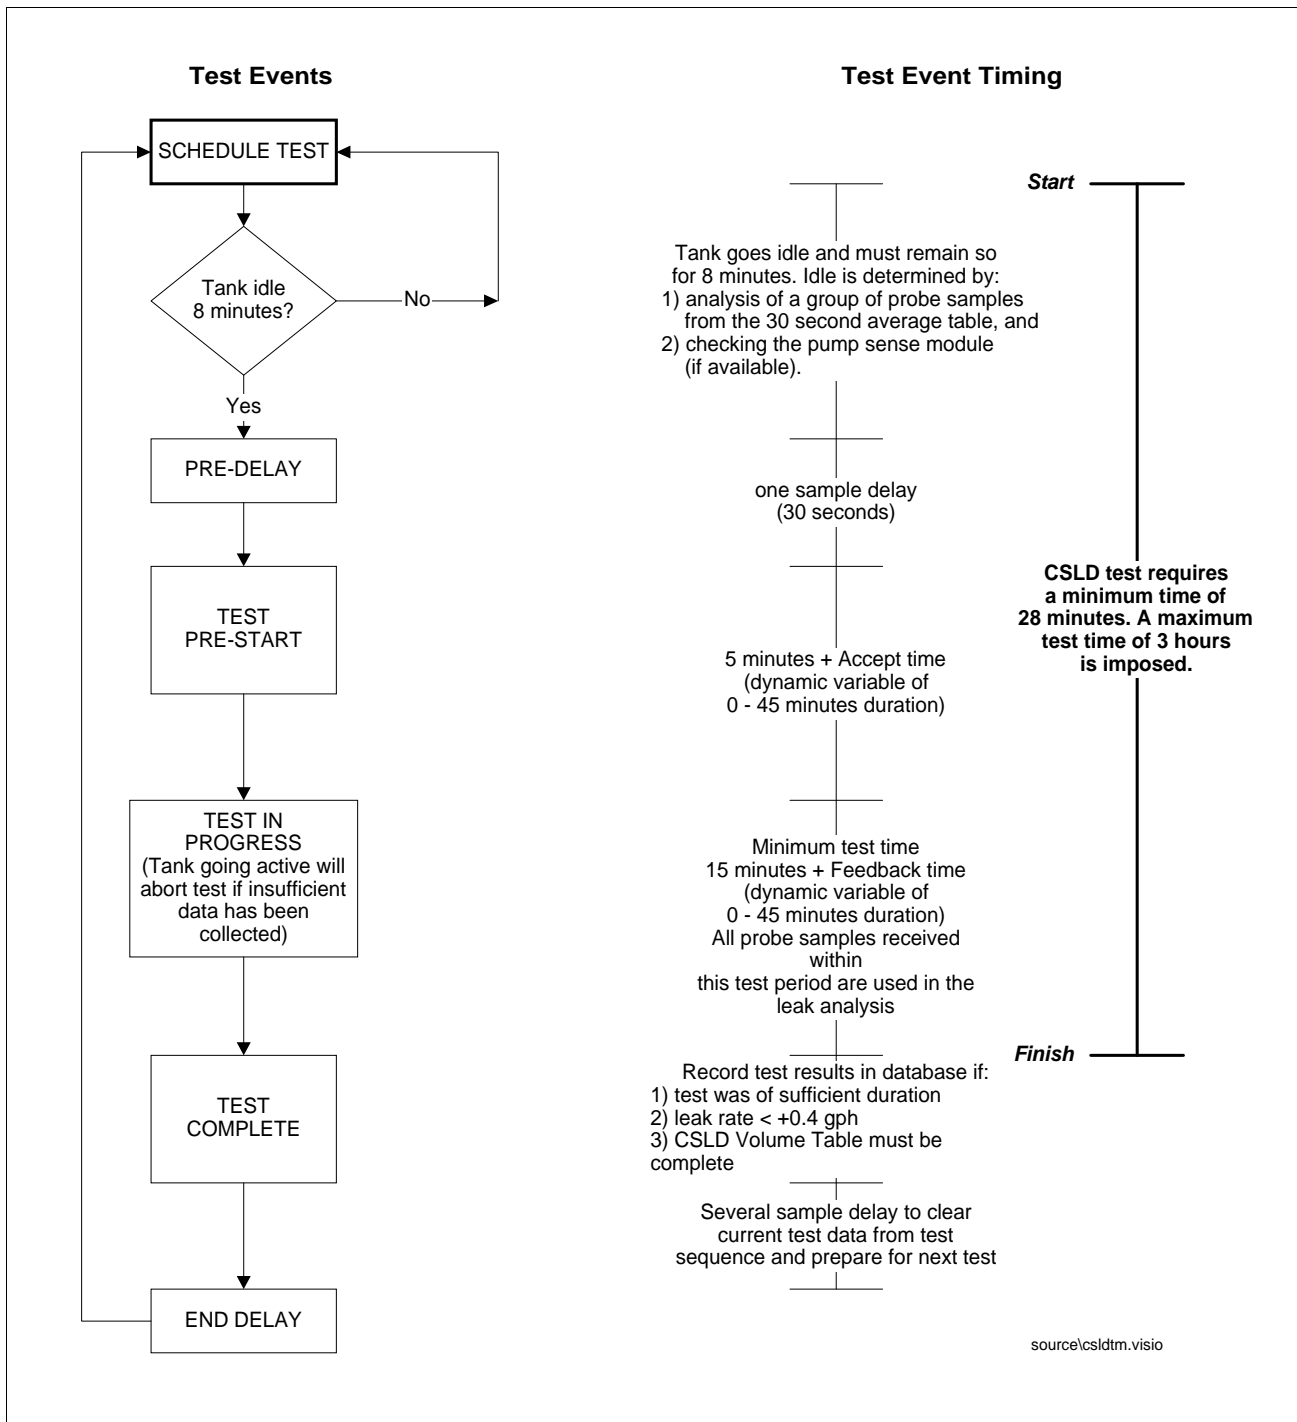 Test Events
Test Event Timing
SCHEDULE TEST
Tank idle
8 minutes?
No
Yes
PRE-DELAY
TEST
PRE-START
TEST IN
PROGRESS
(Tank going active will
abort test if insufficient
data has been
collected)
TEST
COMPLETE
END DELAY
Tank goes idle and must remain so
for 8 minutes. Idle is determined by:
1) analysis of a group of probe samples
from the 30 second average table, and
2) checking the pump sense module
(if available).
one sample delay
(30 seconds)
5 minutes + Accept time
(dynamic variable of
0 - 45 minutes duration)
Minimum test time
15 minutes + Feedback time
(dynamic variable of
0 - 45 minutes duration)
All probe samples received
within
this test period are used in the
leak analysis
Record test results in database if:
1) test was of sufficient duration
2) leak rate < +0.4 gph
3) CSLD Volume Table must be
complete
Several sample delay to clear
current test data from test
sequence and prepare for next test
Start
CSLD test requires
a minimum time of
28 minutes. A maximum
test time of 3 hours
is imposed.
Finish
source\csldtm.visio